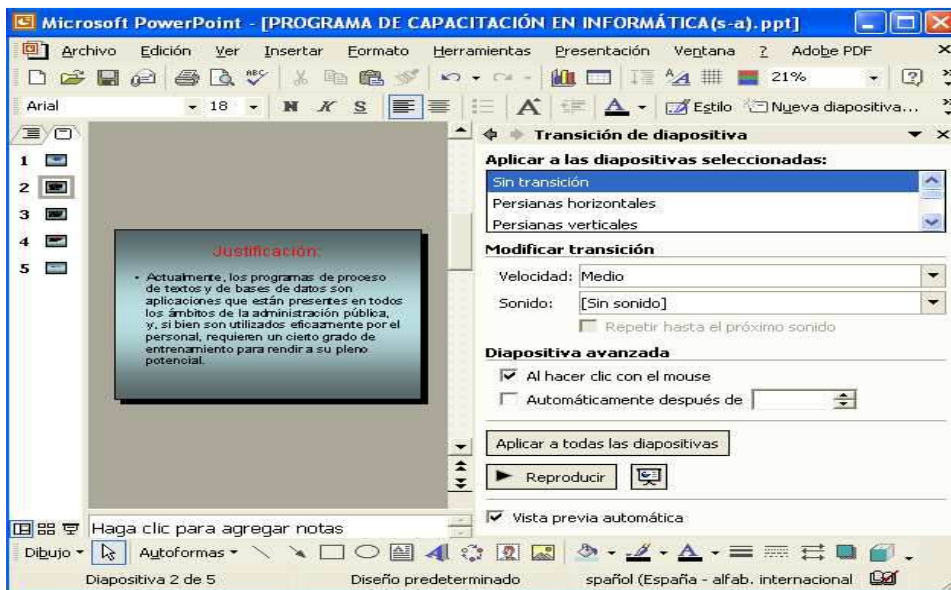 Microsoft PowerPoint - [PROGRAMA DE CAPACITACIÓN EN INFORMÁTICA(s-a).ppt]
Archivo Edición Ver Insertar Formato Herramientas Presentación Ventana ? Adobe PDF
ABC A 21%
Arial 18 N K S A A Estilo Nueva diapositiva...
Transición de diapositiva
Aplicar a las diapositivas seleccionadas:
Sin transición
Persianas horizontales
Persianas verticales
Modificar transición
Velocidad: Medio
Sonido: [Sin sonido]
Repetir hasta el próximo sonido
Diapositiva avanzada
Al hacer clic con el mouse
Automáticamente después de
Aplicar a todas las diapositivas
Reproducir
Vista previa automática
1
2
3
4
5
Justificación:
• Actualmente, los programas de proceso
de textos y de bases de datos son
aplicaciones que están presentes en todos
los ámbitos de la administración pública,
y, si bien son utilizados eficazmente por el
personal, requieren un cierto grado de
entrenamiento para rendir a su pleno
potencial.
Haga clic para agregar notas
Dibujo Autoformas A A
Diapositiva 2 de 5 Diseño predeterminado spañol (España - alfab. internacional